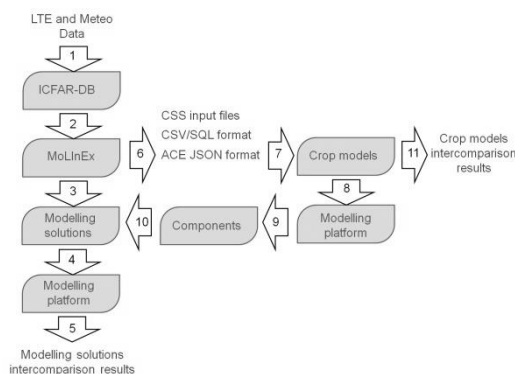 LTE and Meteo
Data
1
ICFAR-DB
2
MoLInEx
6
CSS input files
CSV/SQL format
ACE JSON format
7
Crop models
11
Crop models
intercomparison
results
3
8
Modelling
solutions
10
Components
9
Modelling
platform
4
Modelling
platform
5
Modelling solutions
intercomparison results